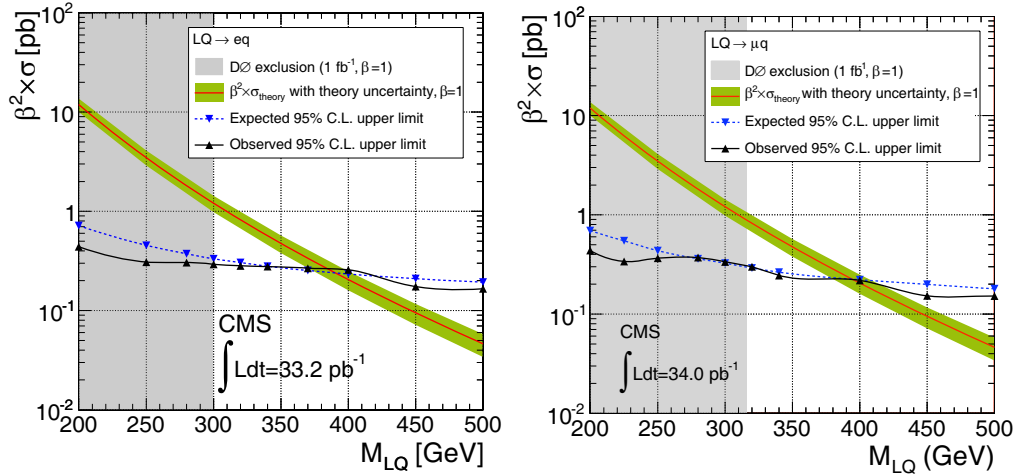 β²×σ [pb]
10²
10
1
10⁻¹
10⁻²
LQ → eq
DØ exclusion (1 fb⁻¹, β=1)
β²×σtheory with theory uncertainty, β=1
Expected 95% C.L. upper limit
Observed 95% C.L. upper limit
CMS
∫Ldt=33.2 pb⁻¹
200 250 300 350 400 450 500
M_LQ [GeV]
β²×σ [pb]
10²
10
1
10⁻¹
10⁻²
LQ → μq
DØ exclusion (1 fb⁻¹, β=1)
β²×σtheory with theory uncertainty, β=1
Expected 95% C.L. upper limit
Observed 95% C.L. upper limit
CMS
∫Ldt=34.0 pb⁻¹
200 250 300 350 400 450 500
M_LQ (GeV)